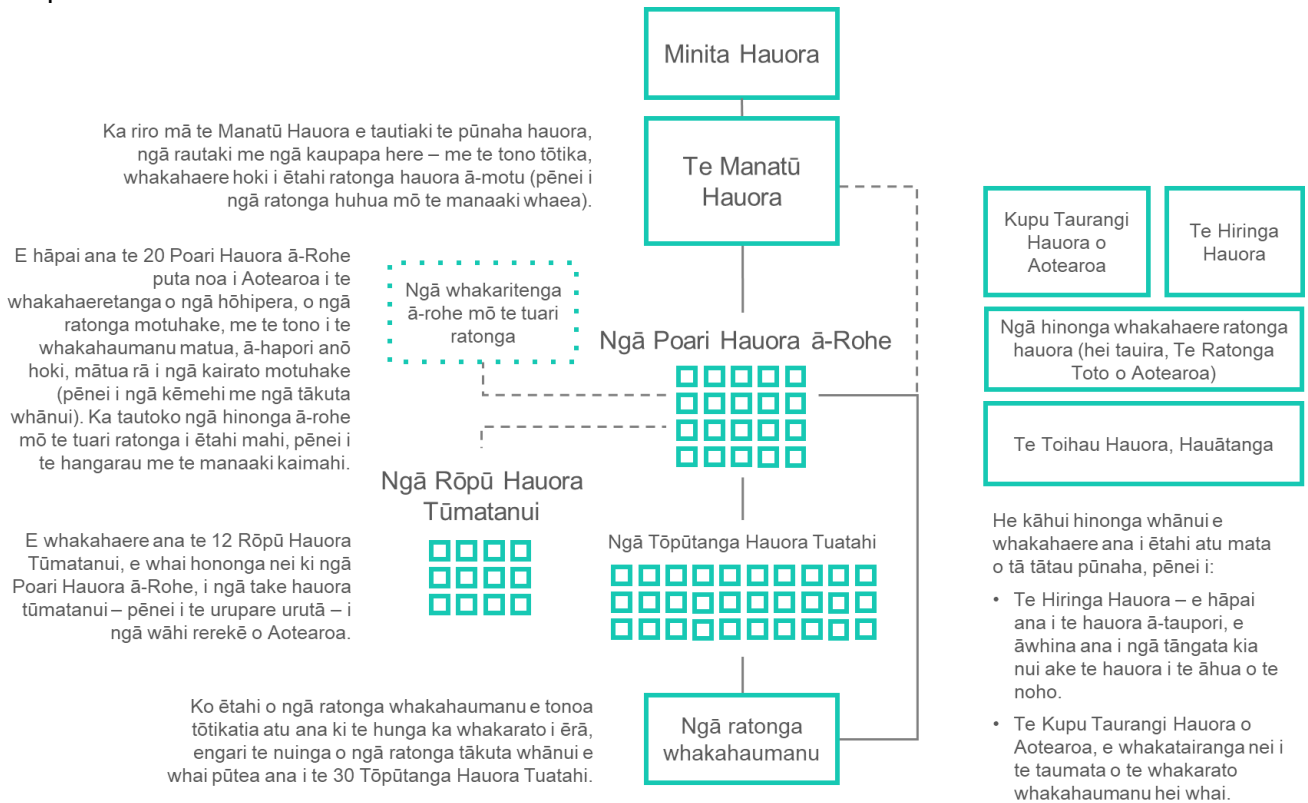 Minita Hauora
Ka riro mā te Manatū Hauora e tautiaki te pūnaha hauora,
ngā rautaki me ngā kaupapa here – me te tono tōtika,
whakahaere hoki i ētahi ratonga hauora ā-motu (pēnei i
ngā ratonga huhua mō te manaaki whaea).
Te Manatū
Hauora
E hāpai ana te 20 Poari Hauora ā-Rohe
puta noa i Aotearoa i te
whakahaeretanga o ngā hōhipera, o ngā
ratonga motuhake, me te tono i te
whakahaumanu matua, ā-hapori anō
hoki, mātua rā i ngā kairato motuhake
(pēnei i ngā kēmehi me ngā tākuta
whānui). Ka tautoko ngā hinonga ā-rohe
mō te tuari ratonga i ētahi mahi, pēnei i
te hangarau me te manaaki kaimahi.
Ngā whakaritenga
ā-rohe mō te tuari
ratonga
Ngā Poari Hauora ā-Rohe
Ngā Rōpū Hauora
Tūmatanui
E whakahaere ana te 12 Rōpū Hauora
Tūmatanui, e whai hononga nei ki ngā
Poari Hauora ā-Rohe, i ngā take hauora
tūmatanui – pēnei i te urupare urutā – i
ngā wāhi rerekē o Aotearoa.
Ngā Tōpūtanga Hauora Tuatahi
Ko ētahi o ngā ratonga whakahaumanu e tonoa
tōtikatia atu ana ki te hunga ka whakarato i ērā,
engari te nuinga o ngā ratonga tākuta whānui e
whai pūtea ana i te 30 Tōpūtanga Hauora Tuatahi.
Ngā ratonga
whakahaumanu
Kupu Taurangi
Hauora o
Aotearoa
Te Hiringa
Hauora
Ngā hinonga whakahaere ratonga
hauora (hei tauira, Te Ratonga
Toto o Aotearoa)
Te Toihau Hauora, Hauātanga
He kāhui hinonga whānui e
whakahaere ana i ētahi atu mata
o tā tātau pūnaha, pēnei i:
• Te Hiringa Hauora – e hāpai
ana i te hauora ā-taupori, e
āwhina ana i ngā tāngata kia
nui ake te hauora i te āhua o te
noho.
• Te Kupu Taurangi Hauora o
Aotearoa, e whakatairanga nei i
te taumata o te whakarato
whakahaumanu hei whai.